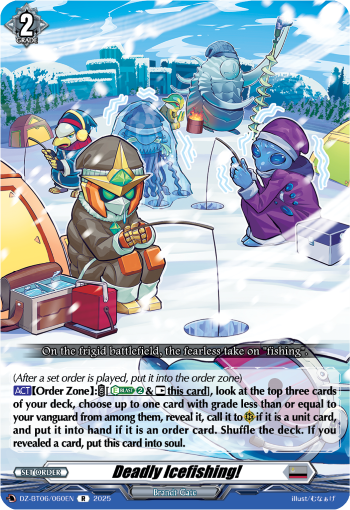 2
GRADE
On the frigid battlefield, the fearless take on "fishing".
(After a set order is played, put it into the order zone)
ACT【Order Zone】:[BLAST 2 & this card], look at the top three cards
of your deck, choose up to one card with grade less than or equal to
your vanguard from among them, reveal it, call it to if it is a unit card,
and put it into hand if it is an order card. Shuffle the deck. If you
revealed a card, put this card into soul.
SET ORDER
Deadly Icefishing!
Brandt Gate
DZ-BT06/060EN R 2025